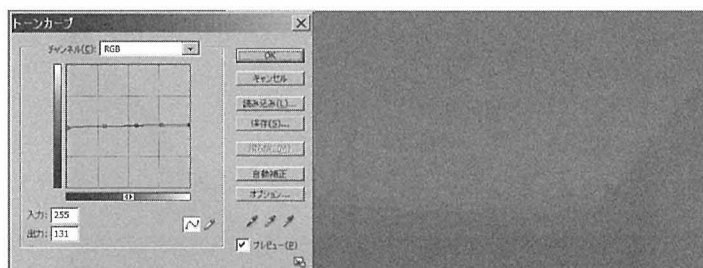 トーンカーブ
チャンネル(C): RGB
OK
キャンセル
読み込み(L)...
保存(S)...
自動補正
オプション...
入力: 255
出力: 131
プレビュー(P)